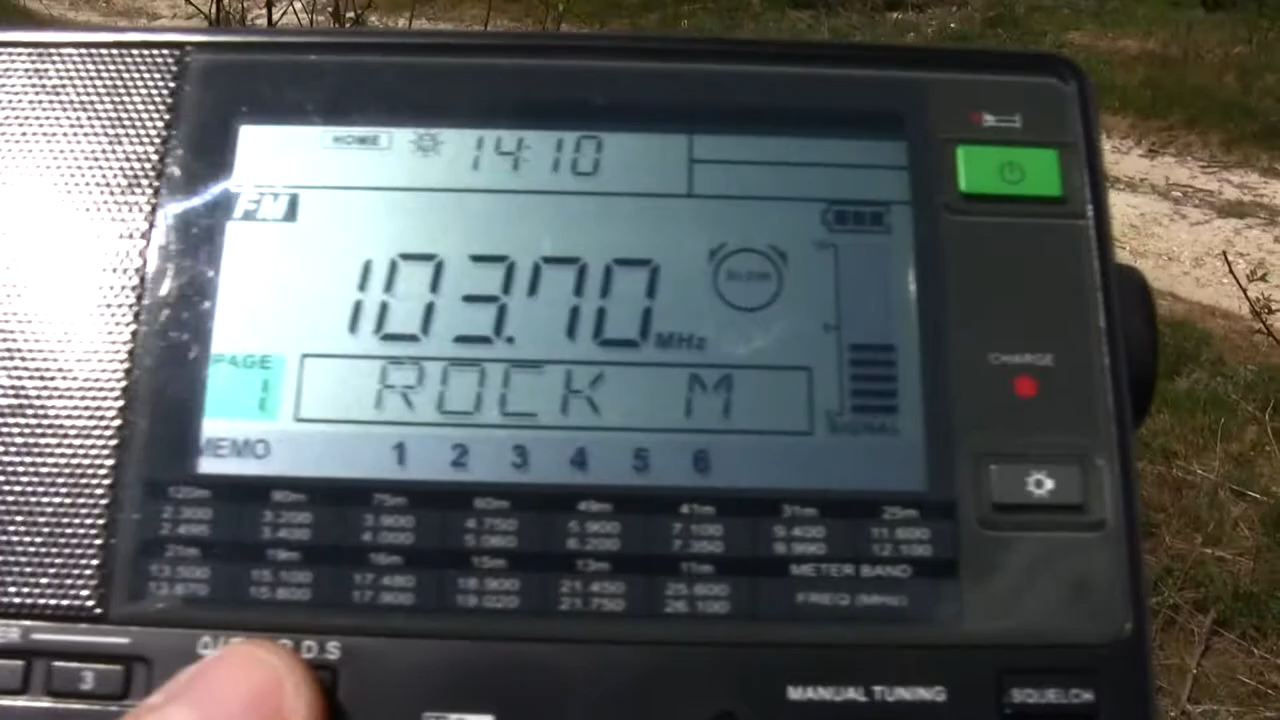 HOME 14:10
FM
103.70 MHz
PAGE
1
ROCK M
SIGNAL
MEMO 1 2 3 4 5 6
CHARGE
120m 90m 75m 60m 49m 41m 31m 25m
2.300 3.200 3.900 4.750 5.900 7.100 9.400 11.600
2.495 3.400 4.000 5.060 6.200 7.350 9.990 12.100
21m 19m 16m 15m 13m 11m METER BAND
13.500 15.100 17.480 18.900 21.450 25.600 FREQ (MHz)
13.870 15.800 17.900 19.020 21.750 26.100
D.S
3
MANUAL TUNING
SQUELCH